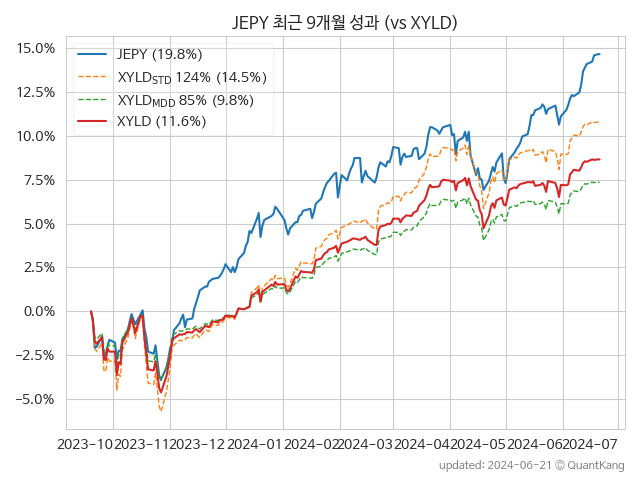 JEPY 최근 9개월 성과 (vs XYLD)
JEPY (19.8%)
XYLD_STD 124% (14.5%)
XYLD_MDD 85% (9.8%)
XYLD (11.6%)
15.0%
12.5%
10.0%
7.5%
5.0%
2.5%
0.0%
−2.5%
−5.0%
2023-10 2023-11 2023-12 2024-01 2024-02 2024-03 2024-04 2024-05 2024-06 2024-07
updated: 2024-06-21 © QuantKang